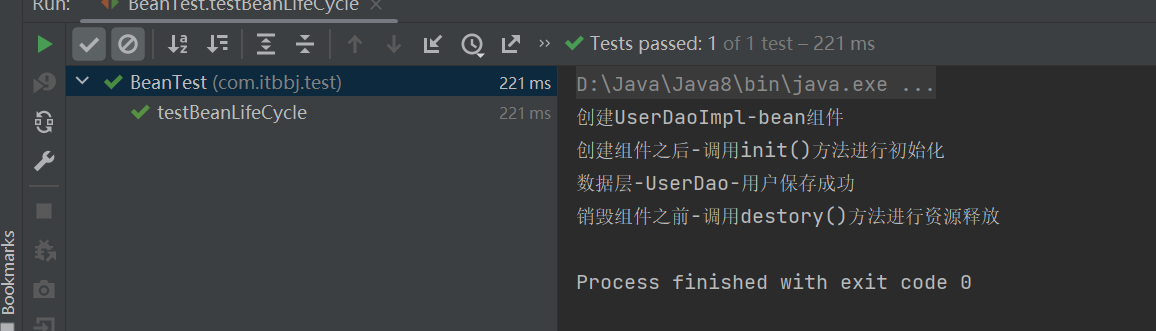 Run: BeanTest.testBeanLifeCycle ×
Tests passed: 1 of 1 test – 221 ms
BeanTest (com.itbbj.test) 221 ms
testBeanLifeCycle 221 ms
D:\Java\Java8\bin\java.exe ...
创建UserDaoImpl-bean组件
创建组件之后-调用init()方法进行初始化
数据层-UserDao-用户保存成功
销毁组件之前-调用destory()方法进行资源释放
Process finished with exit code 0
Bookmarks